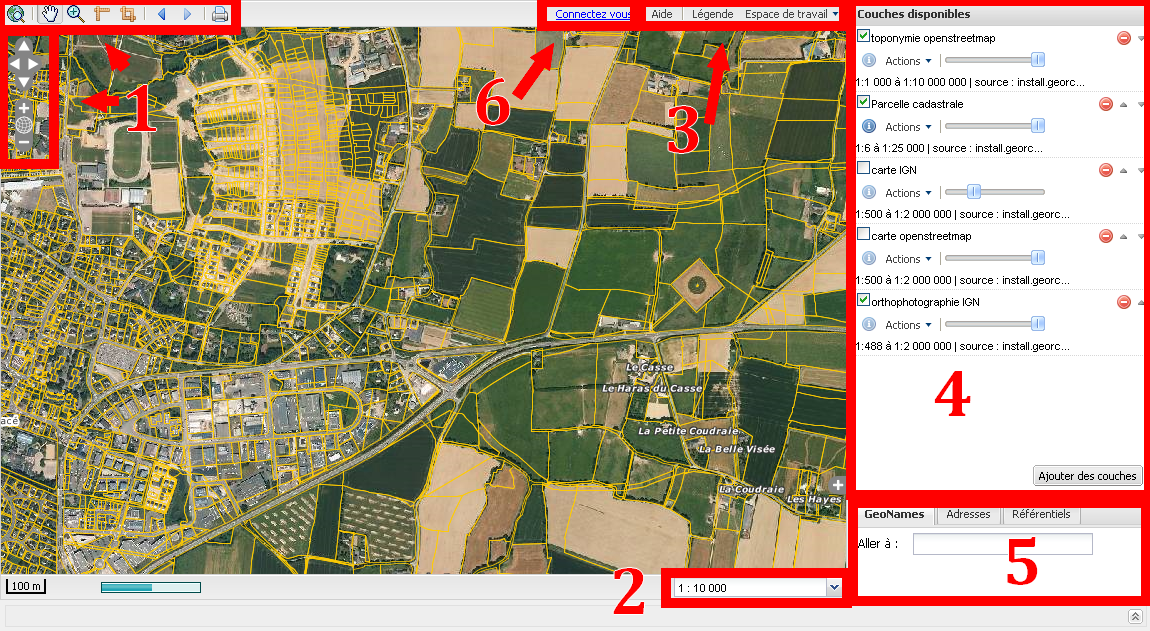 Connectez vous
Aide
Légende
Espace de travail
Couches disponibles
1
6
3
toponymie openstreetmap
Actions
1:1 000 à 1:10 000 000 | source : install.georc...
Parcelle cadastrale
Actions
1:6 à 1:25 000 | source : install.georc...
carte IGN
Actions
1:500 à 1:2 000 000 | source : install.georc...
carte openstreetmap
Actions
1:500 à 1:2 000 000 | source : install.georc...
orthophotographie IGN
Actions
1:488 à 1:2 000 000 | source : install.georc...
4
Le Casse
Le Haras du Casse
acé
La Petite Coudraie
La Belle Visée
La Coudraie
Les Hayes
Ajouter des couches
GeoNames
Adresses
Référentiels
Aller à :
5
100 m
2
1 : 10 000